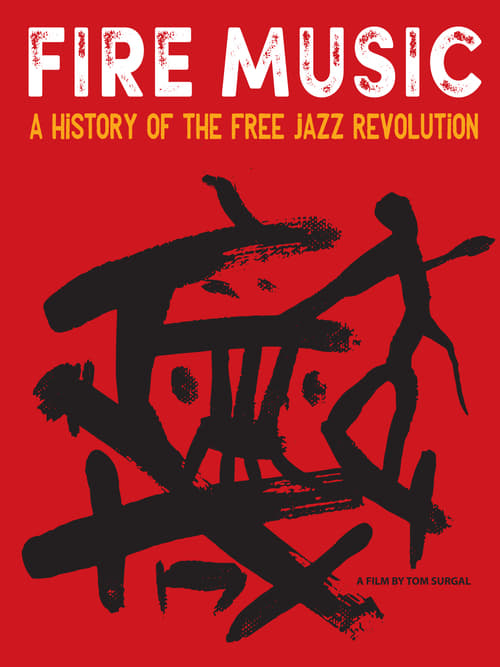 FIRE MUSIC
A HiSTORY OF THE FREE JAZZ REVOLUTiON
A FILM BY TOM SURGAL